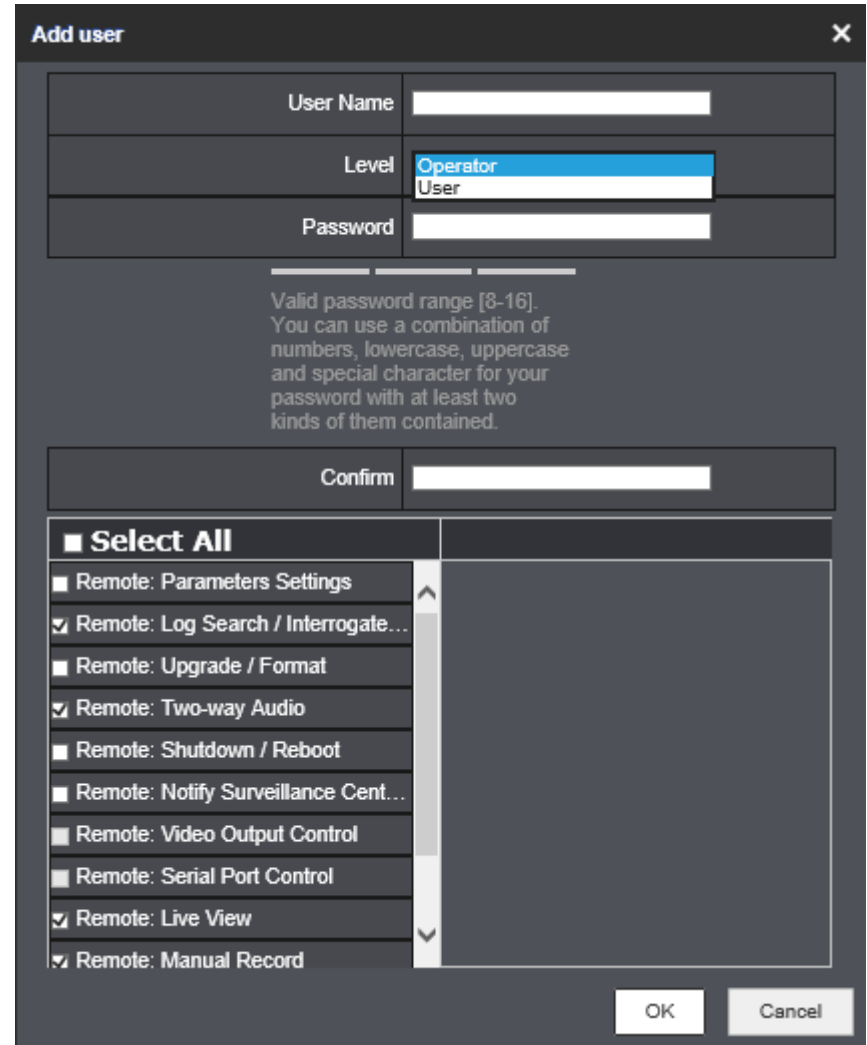 Add user
User Name
Level
Operator
User
Password
Valid password range [8-16].
You can use a combination of
numbers, lowercase, uppercase
and special character for your
password with at least two
kinds of them contained.
Confirm
Select All
Remote: Parameters Settings
Remote: Log Search / Interrogate...
Remote: Upgrade / Format
Remote: Two-way Audio
Remote: Shutdown / Reboot
Remote: Notify Surveillance Cent...
Remote: Video Output Control
Remote: Serial Port Control
Remote: Live View
Remote: Manual Record
OK Cancel